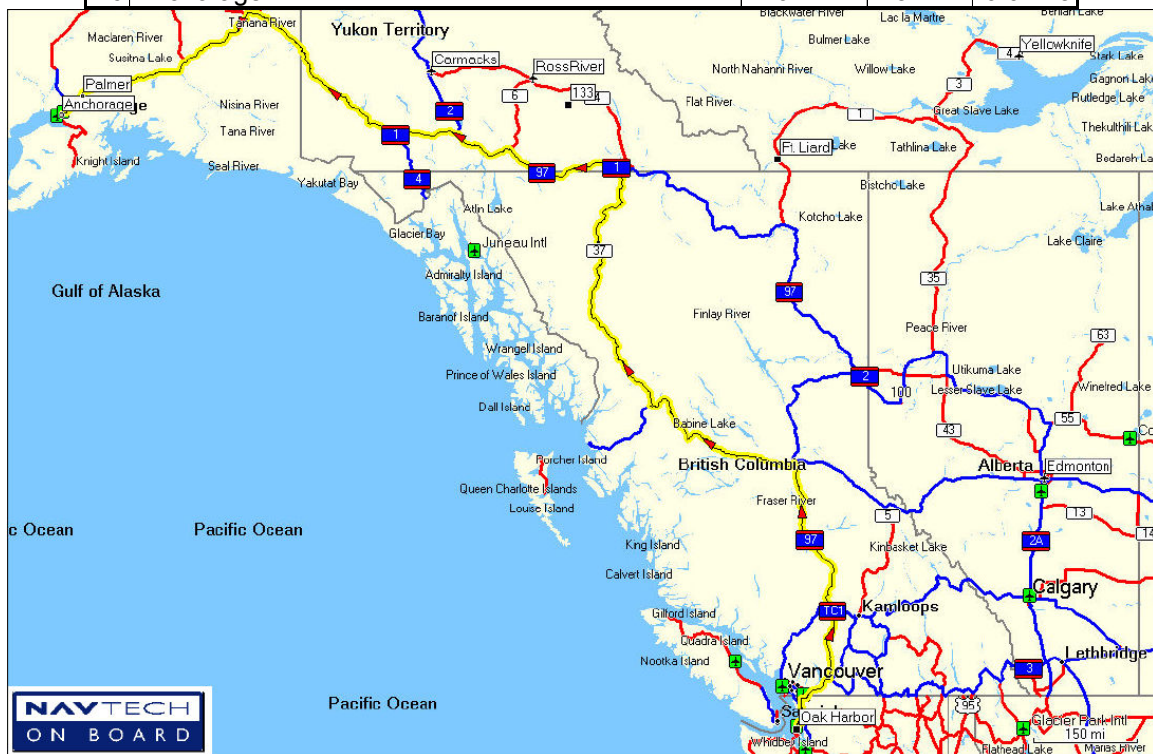 Tanana River
Yukon Territory
Blackwater River
Lac la Martre
Maclaren River
Bulmer Lake
4
Yellowknife
Stark Lake
Susitna Lake
Carmacks
RossRiver
North Nahanni River
Willow Lake
3
Gagnon Lake
Palmer
6
133
4
Flat River
Rutledge Lake
Anchorage
Nisina River
2
1
Great Slave Lake
Thekulthili Lake
Tana River
1
Ft. Liard
Lake
Tathlina Lake
Knight Island
Seal River
97
1
Yakutat Bay
4
Bistcho Lake
Atlin Lake
Kotcho Lake
Glacier Bay
Juneau Intl
37
Lake Claire
Admiralty Island
35
Gulf of Alaska
97
Baranof Island
Finlay River
Peace River
63
Wrangel Island
Prince of Wales Island
2
Utikuma Lake
100
Lesser Slave Lake
Winefred Lake
Dall Island
55
Babine Lake
43
Porcher Island
British Columbia
Alberta
Edmonton
Queen Charlotte Islands
Fraser River
Louise Island
5
13
c Ocean
Pacific Ocean
97
2A
14
King Island
Kinbasket Lake
Calvert Island
Calgary
Gilford Island
TC1
Kamloops
Quadra Island
Nootka Island
Lethbridge
Vancouver
3
Pacific Ocean
95
Oak Harbor
Glacier Park Intl
150 mi
Whidbey Island
Flathead Lake
Marias River
NAVTECH
ON BOARD